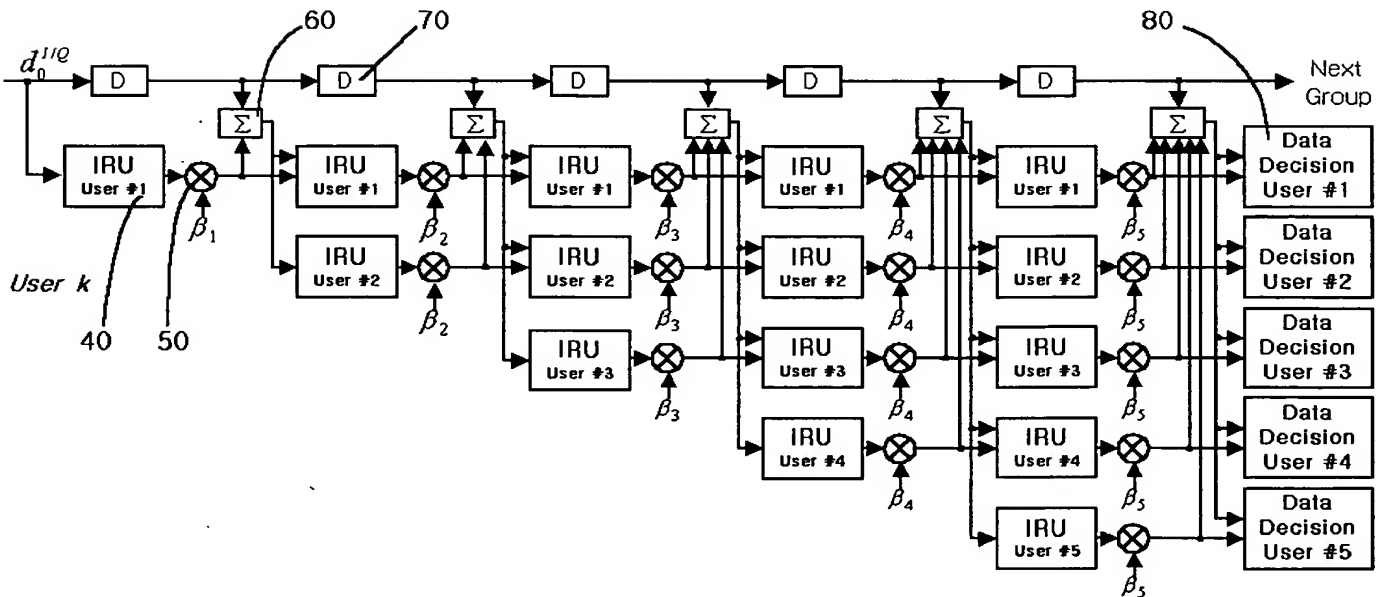 60 70 80
d_0^{I/Q} D D D D D Next
Group
Σ Σ Σ Σ Σ
IRU
User #1
IRU
User #1
IRU
User #1
IRU
User #1
IRU
User #1
Data
Decision
User #1
β₁ β₂ β₃ β₄ β₅
User k
IRU
User #2
IRU
User #2
IRU
User #2
IRU
User #2
Data
Decision
User #2
40 50
β₂ β₃ β₄ β₅
IRU
User #3
IRU
User #3
IRU
User #3
Data
Decision
User #3
β₃ β₄ β₅
IRU
User #4
IRU
User #4
Data
Decision
User #4
β₄ β₅
IRU
User #5
Data
Decision
User #5
β₅